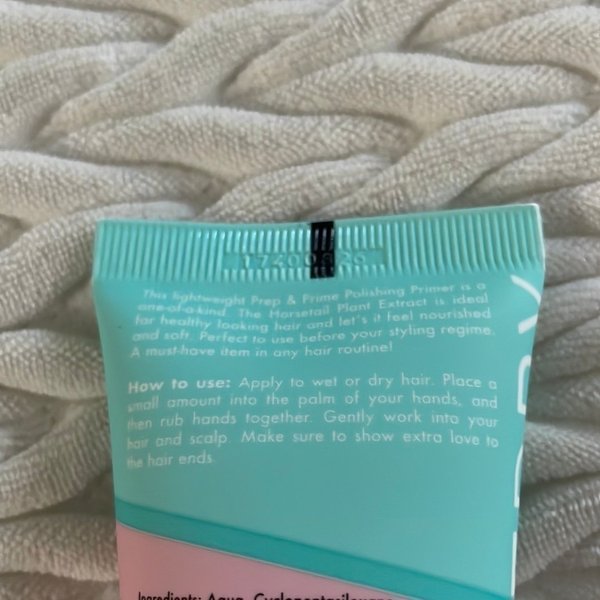 This lightweight Prep & Prime Polishing Primer is a
one-of-a-kind. The Horsetail Plant Extract is ideal
for healthy looking hair and let's it feel nourished
and soft. Perfect to use before your styling regime.
A must-have item in any hair routine!
How to use: Apply to wet or dry hair. Place a
small amount into the palm of your hands, and
then rub hands together. Gently work into your
hair and scalp. Make sure to show extra love to
the hair ends.
Ingredients: Aqua, Cyclopentasiloxane